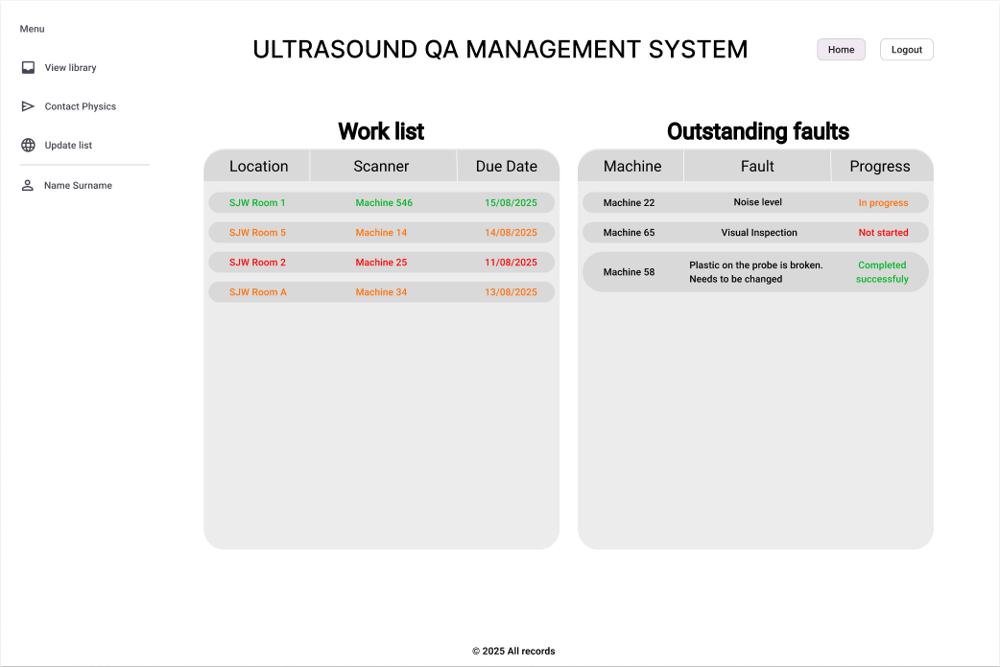 Menu
ULTRASOUND QA MANAGEMENT SYSTEM
Home
Logout
View library
Contact Physics
Update list
Name Surname
Work list
Location Scanner Due Date
SJW Room 1 Machine 546 15/08/2025
SJW Room 5 Machine 14 14/08/2025
SJW Room 2 Machine 25 11/08/2025
SJW Room A Machine 34 13/08/2025
Outstanding faults
Machine Fault Progress
Machine 22 Noise level In progress
Machine 65 Visual Inspection Not started
Machine 58
Plastic on the probe is broken.
Needs to be changed
Completed
successfuly
© 2025 All records